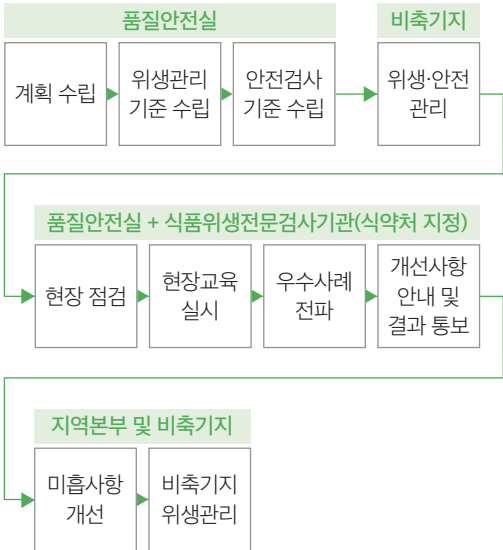 품질안전실
비축기지
계획 수립
위생관리
기준 수립
안전검사
기준 수립
위생·안전
관리
품질안전실 + 식품위생전문검사기관(식약처 지정)
현장 점검
현장교육
실시
우수사례
전파
개선사항
안내 및
결과 통보
지역본부 및 비축기지
미흡사항
개선
비축기지
위생관리